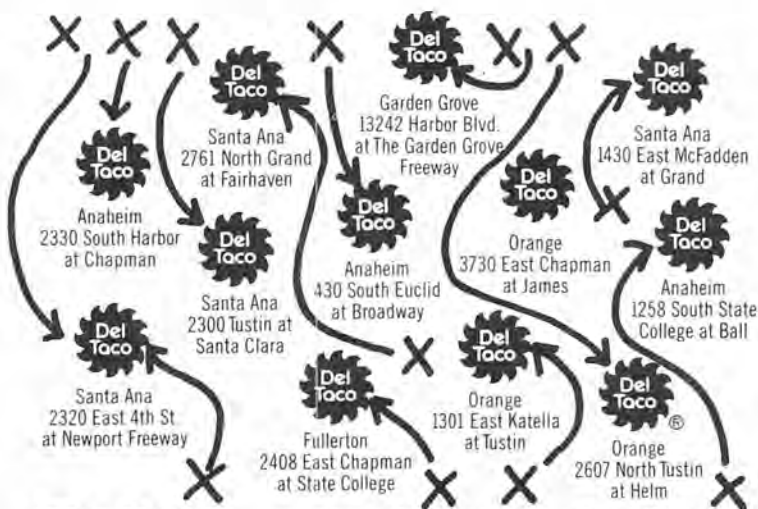 Del
Taco
Santa Ana
2761 North Grand
at Fairhaven
Del
Taco
Garden Grove
13242 Harbor Blvd.
at The Garden Grove
Freeway
Del
Taco
Santa Ana
1430 East McFadden
at Grand
Del
Taco
Anaheim
2330 South Harbor
at Chapman
Del
Taco
Santa Ana
2300 Tustin at
Santa Clara
Del
Taco
Anaheim
430 South Euclid
at Broadway
Del
Taco
Orange
3730 East Chapman
at James
Del
Taco
Anaheim
1258 South State
College at Ball
Del
Taco
Santa Ana
2320 East 4th St.
at Newport Freeway
Del
Taco
Fullerton
2408 East Chapman
at State College
Del
Taco
Orange
1301 East Katella
at Tustin
Del
Taco
®
Orange
2607 North Tustin
at Helm